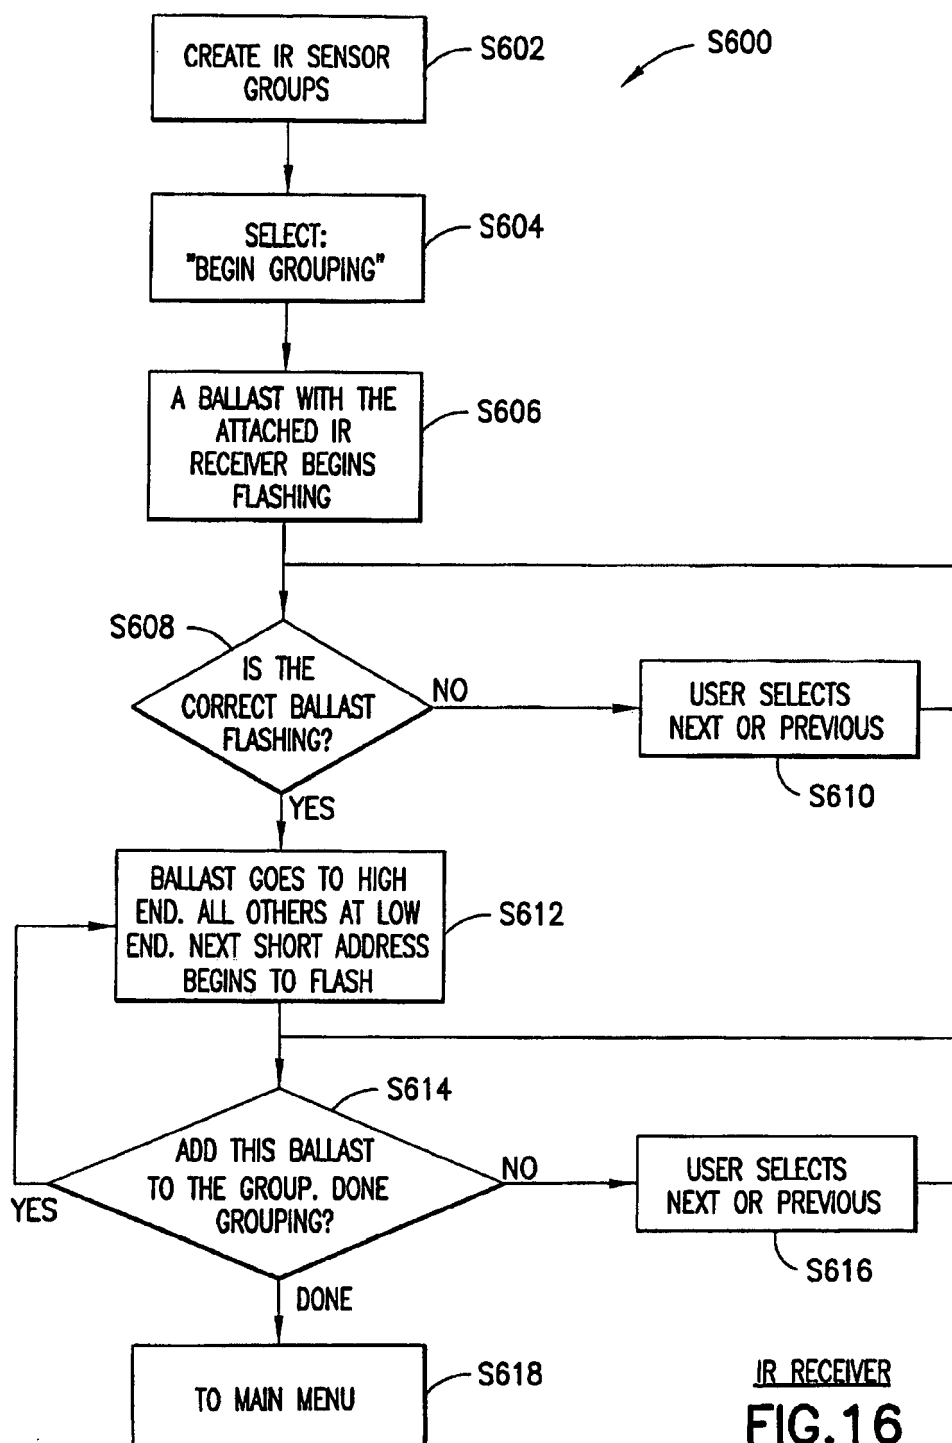 CREATE IR SENSOR
GROUPS
S602
S600
SELECT:
"BEGIN GROUPING"
S604
A BALLAST WITH THE
ATTACHED IR
RECEIVER BEGINS
FLASHING
S606
S608
IS THE
CORRECT BALLAST
FLASHING?
NO
USER SELECTS
NEXT OR PREVIOUS
S610
YES
BALLAST GOES TO HIGH
END. ALL OTHERS AT LOW
END. NEXT SHORT ADDRESS
BEGINS TO FLASH
S612
S614
ADD THIS BALLAST
TO THE GROUP. DONE
GROUPING?
YES
NO
USER SELECTS
NEXT OR PREVIOUS
S616
DONE
TO MAIN MENU
S618
IR RECEIVER
FIG.16